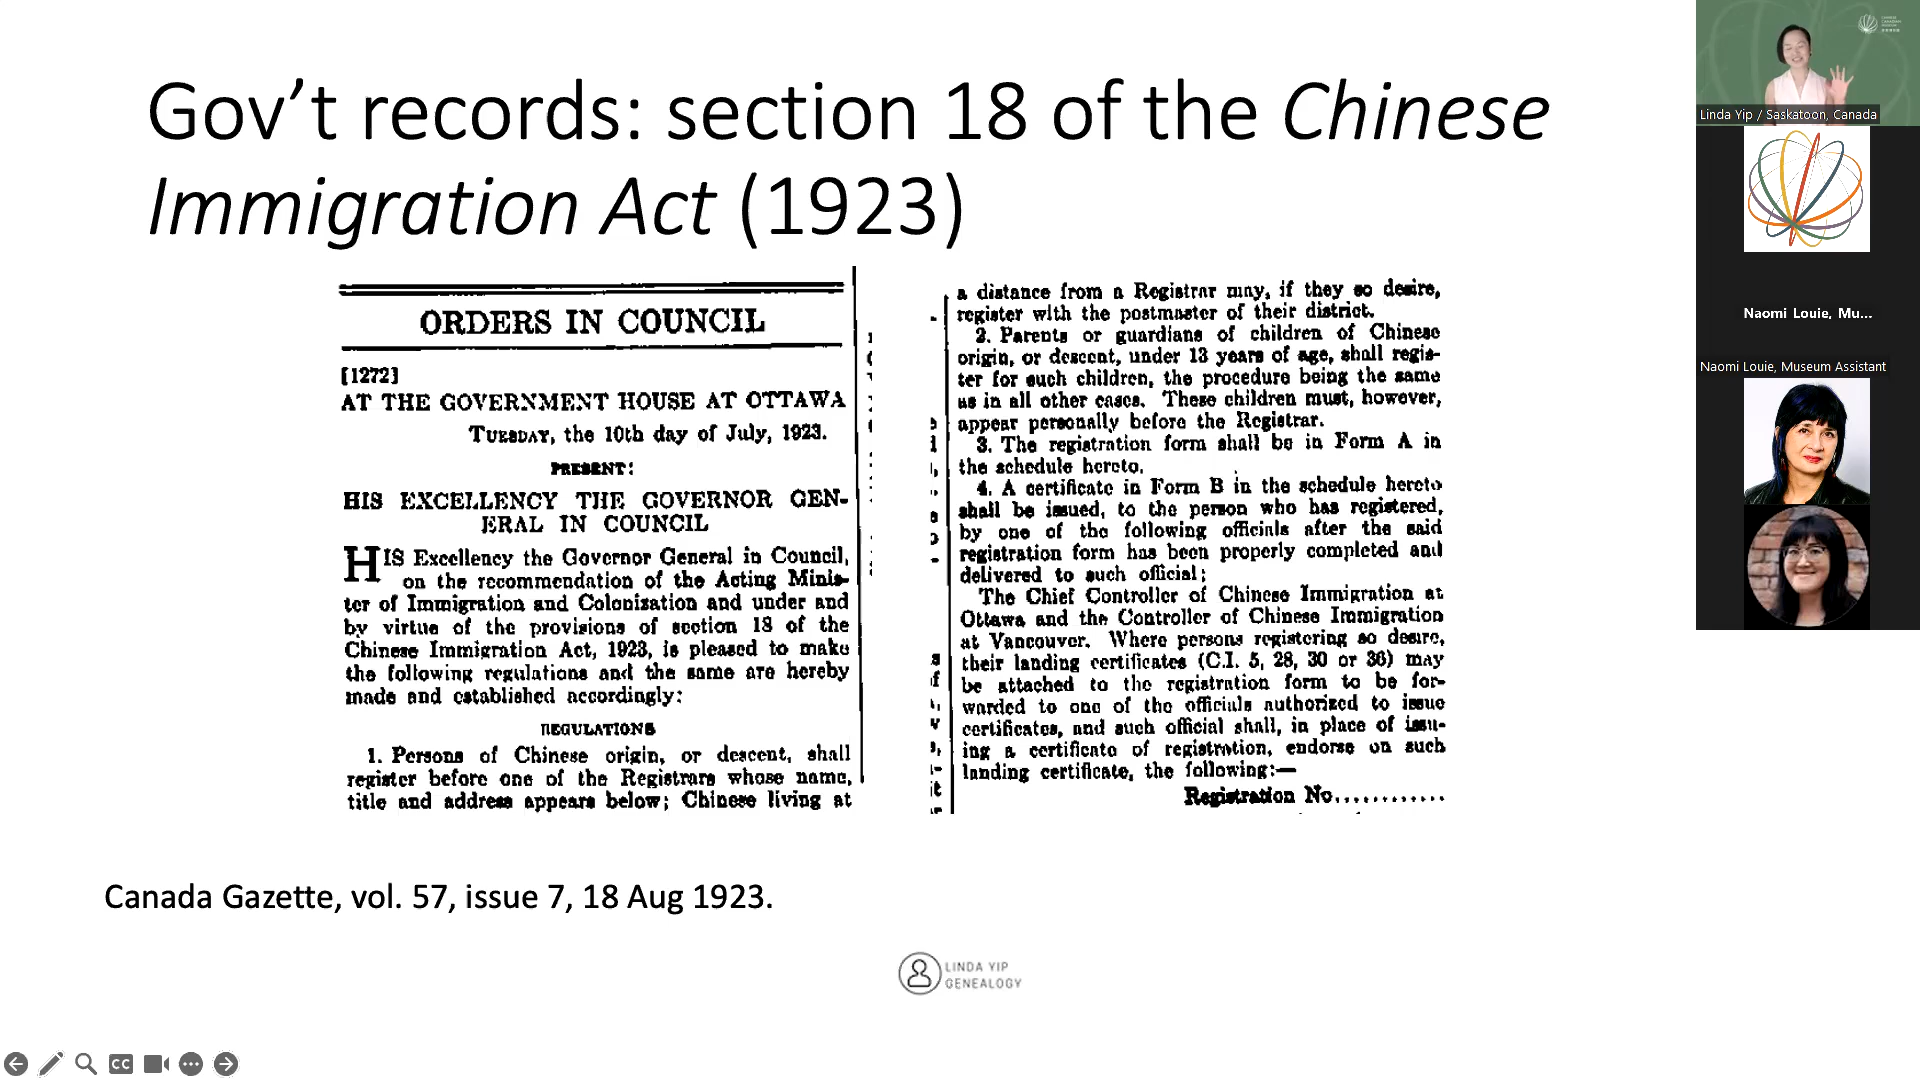 Gov't records: section 18 of the Chinese
Immigration Act (1923)
ORDERS IN COUNCIL
[1272]
AT THE GOVERNMENT HOUSE AT OTTAWA
TUESDAY, the 10th day of July, 1923.
PRESENT:
HIS EXCELLENCY THE GOVERNOR GEN-
ERAL IN COUNCIL
HIS Excellency the Governor General in Council,
on the recommendation of the Acting Minis-
ter of Immigration and Colonization and under and
by virtue of the provisions of section 18 of the
Chinese Immigration Act, 1923, is pleased to make
the following regulations and the same are hereby
made and established accordingly:
REGULATIONS
1. Persons of Chinese origin, or descent, shall
register before one of the Registrars whose name,
title and address appears below; Chinese living at
a distance from a Registrar may, if they so desire,
register with the postmaster of their district.
2. Parents or guardians of children of Chinese
origin, or descent, under 13 years of age, shall regis-
ter for such children, the procedure being the same
as in all other cases. These children must, however,
appear personally before the Registrar.
3. The registration form shall be in Form A in
the schedule hereto.
4. A certificate in Form B in the schedule hereto
shall be issued, to the person who has registered,
by one of the following officials after the said
registration form has been properly completed and
delivered to such official;
The Chief Controller of Chinese Immigration at
Ottawa and the Controller of Chinese Immigration
at Vancouver. Where persons registering so desire,
their landing certificates (C.I. 5, 28, 30 or 36) may
be attached to the registration form to be for-
warded to one of the officials authorized to issue
certificates, and such official shall, in place of issu-
ing a certificate of registration, endorse on such
landing certificate, the following:—
Registration No............
Canada Gazette, vol. 57, issue 7, 18 Aug 1923.
LINDA YIP
GENEALOGY
CC
Linda Yip / Saskatoon, Canada
Naomi Louie, Mu...
Naomi Louie, Museum Assistant